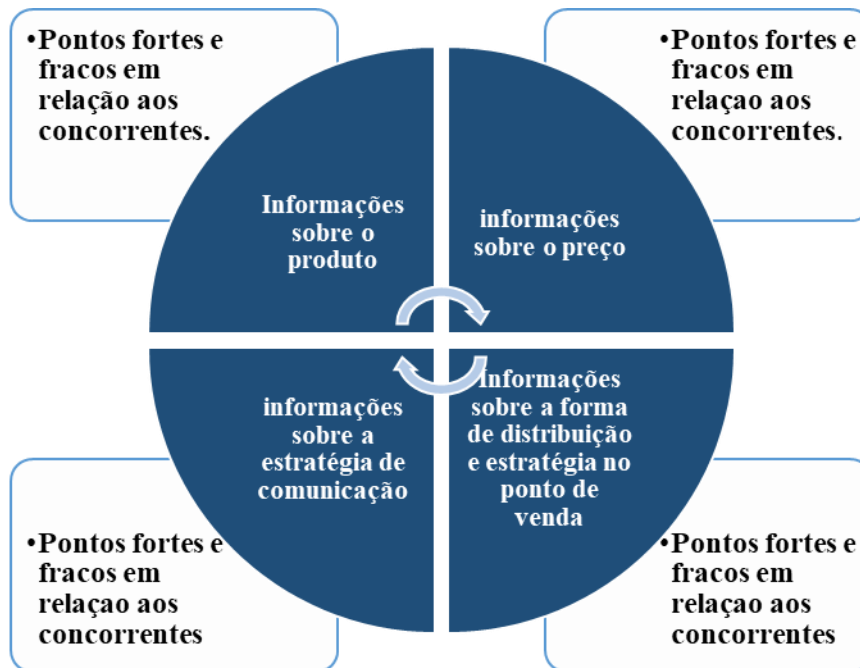 •Pontos fortes e
fracos em
relação aos
concorrentes.
•Pontos fortes e
fracos em
relaçao aos
concorrentes.
Informações
sobre o
produto
informações
sobre o preço
informações
sobre a
estratégia de
comunicação
Informações
sobre a forma
de distribuição
e estratégia no
ponto de
venda
•Pontos fortes e
fracos em
relaçao aos
concorrentes
•Pontos fortes e
fracos em
relaçao aos
concorrentes